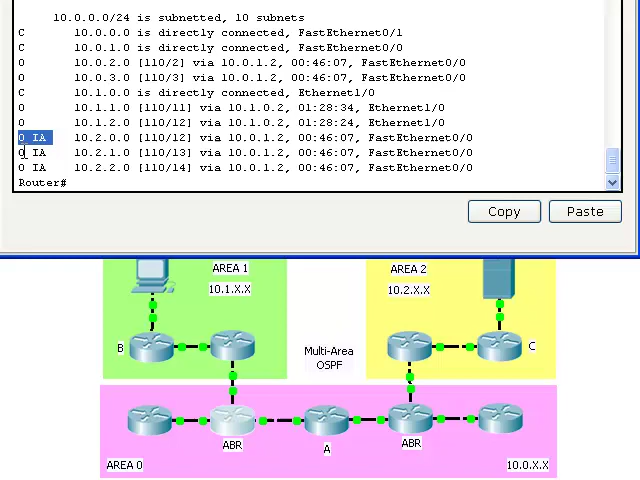 10.0.0.0/24 is subnetted, 10 subnets
C 10.0.0.0 is directly connected, FastEthernet0/1
C 10.0.1.0 is directly connected, FastEthernet0/0
O 10.0.2.0 [110/2] via 10.0.1.2, 00:46:07, FastEthernet0/0
O 10.0.3.0 [110/3] via 10.0.1.2, 00:46:07, FastEthernet0/0
C 10.1.0.0 is directly connected, Ethernet1/0
O 10.1.1.0 [110/11] via 10.1.0.2, 01:28:34, Ethernet1/0
O 10.1.2.0 [110/12] via 10.1.0.2, 01:28:24, Ethernet1/0
O IA 10.2.0.0 [110/12] via 10.0.1.2, 00:46:07, FastEthernet0/0
O IA 10.2.1.0 [110/13] via 10.0.1.2, 00:46:07, FastEthernet0/0
O IA 10.2.2.0 [110/14] via 10.0.1.2, 00:46:07, FastEthernet0/0
Router#
Copy Paste
AREA 1
10.1.X.X
AREA 2
10.2.X.X
B
Multi-Area
OSPF
C
ABR
A
ABR
AREA 0
10.0.X.X